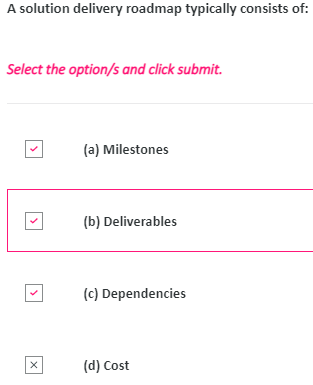 A solution delivery roadmap typically consists of:
Select the option/s and click submit.
(a) Milestones
(b) Deliverables
(c) Dependencies
(d) Cost